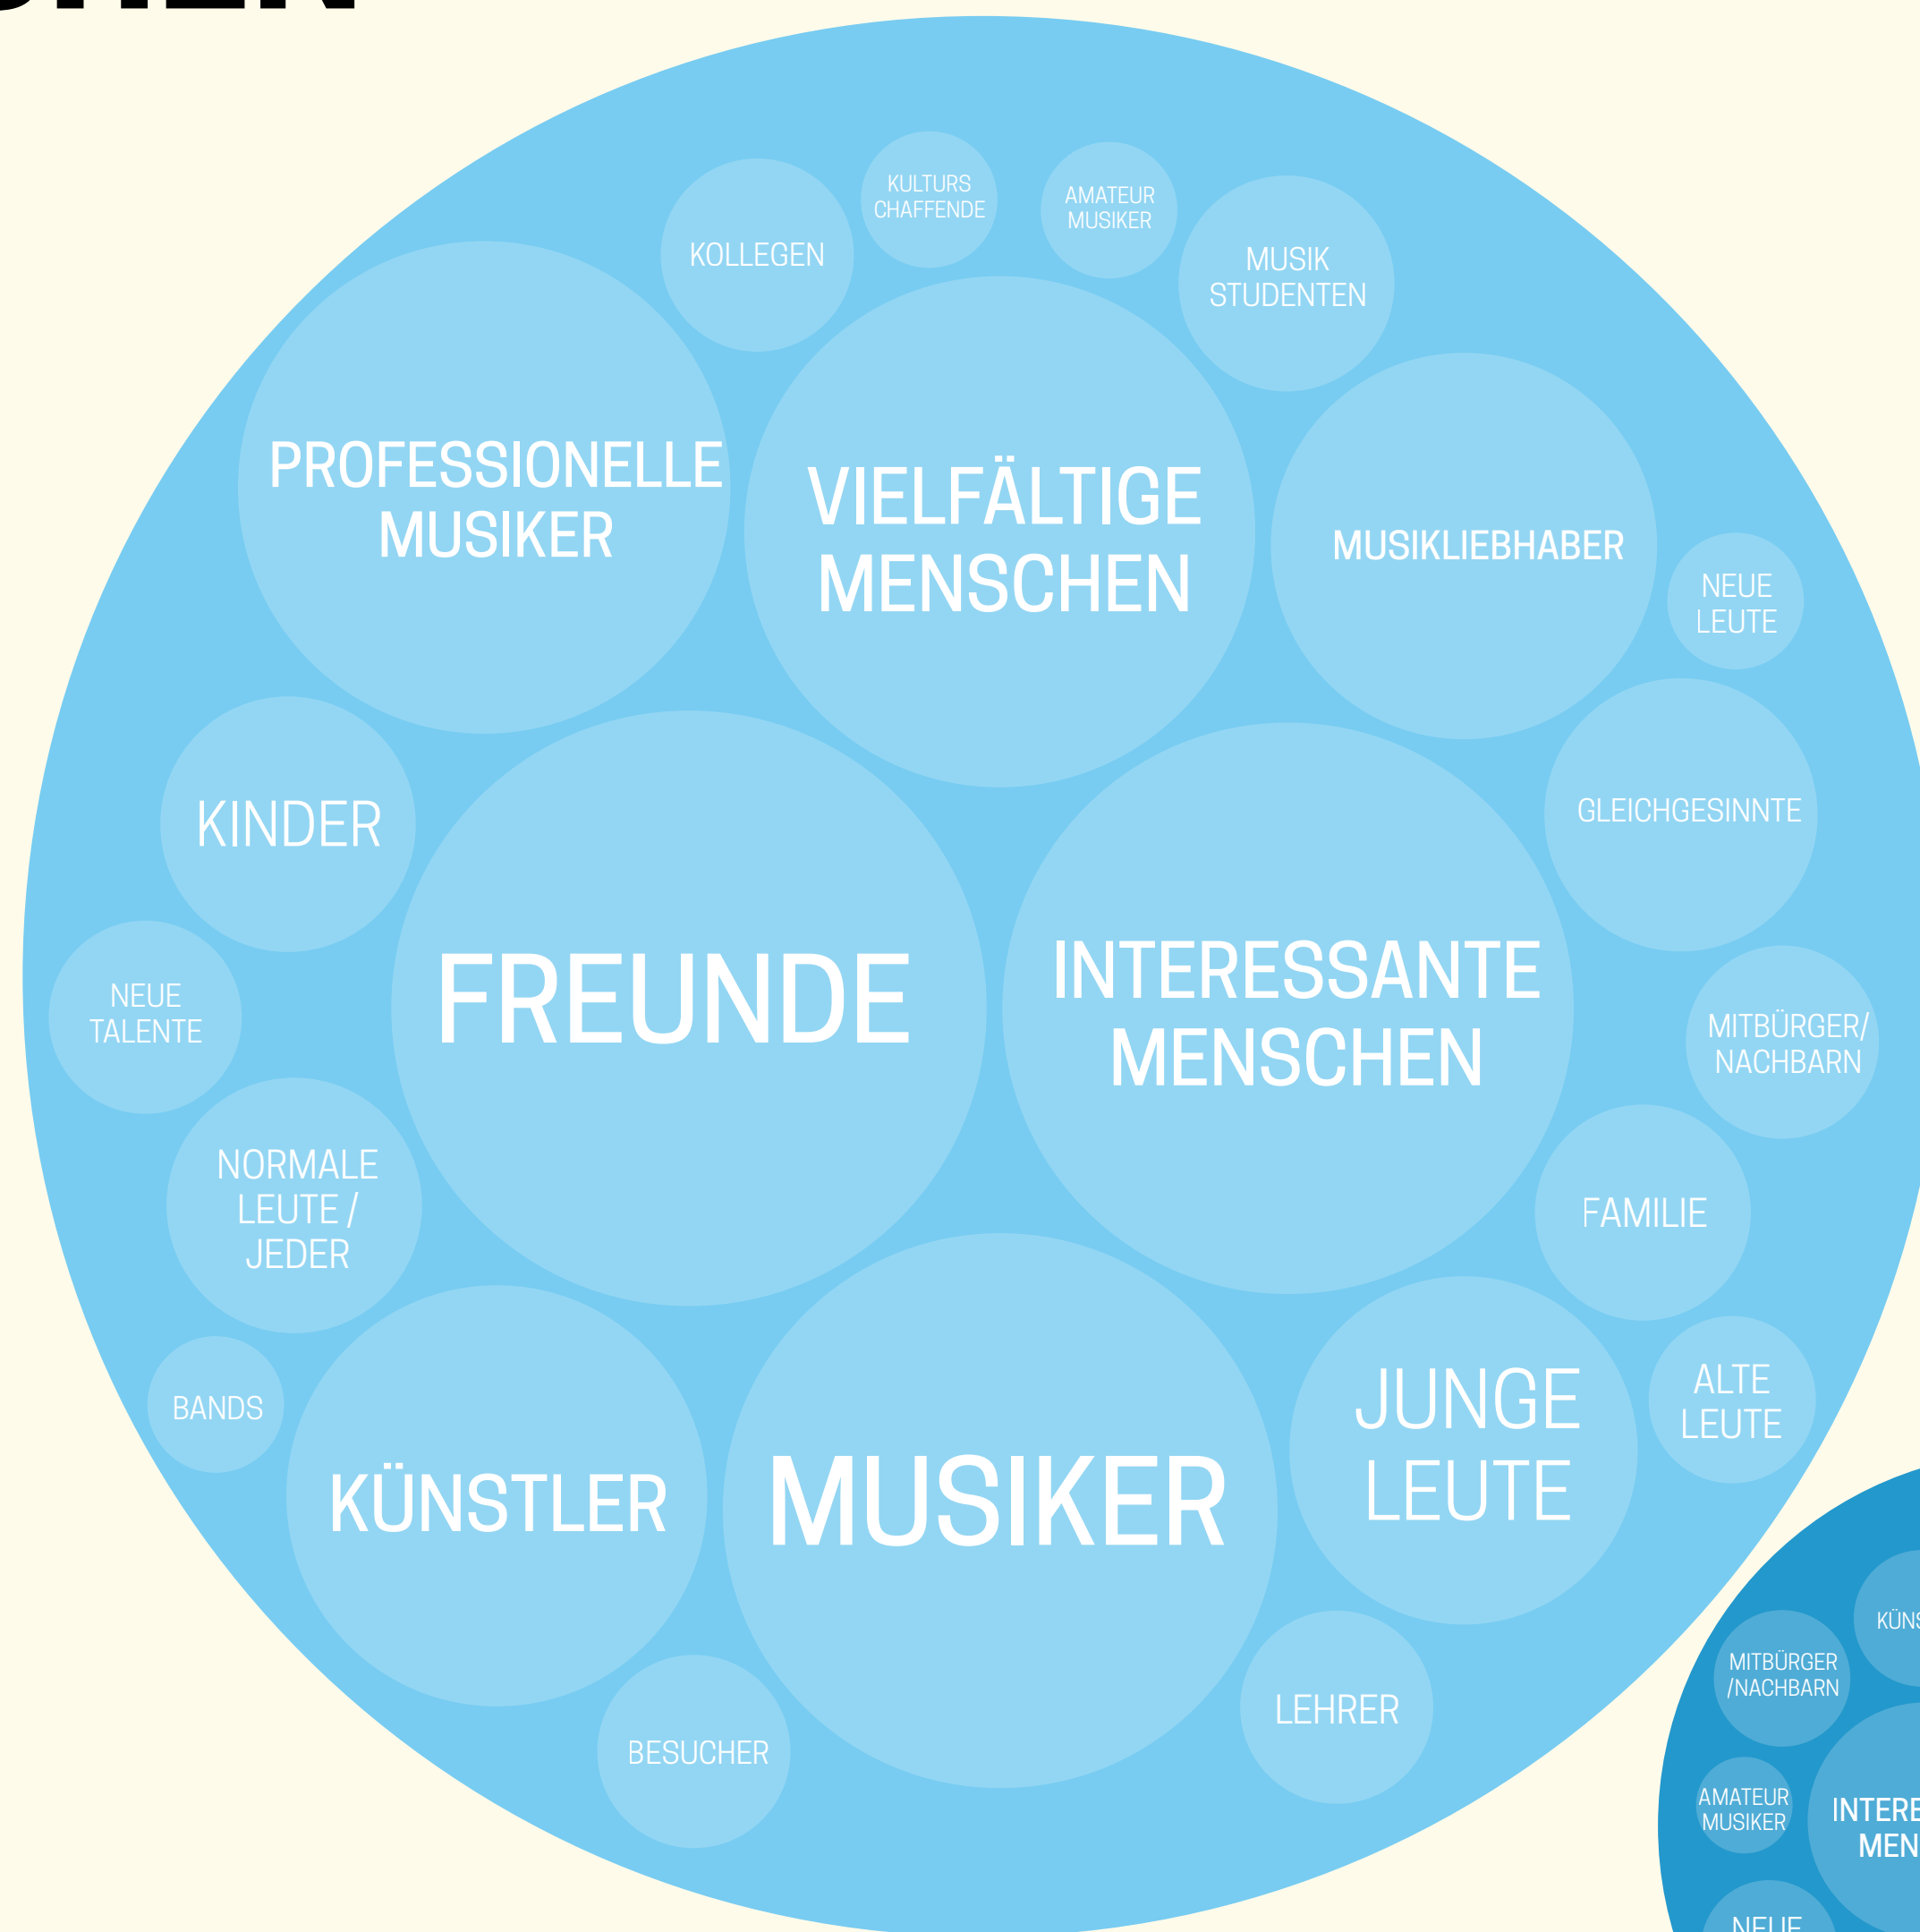 KULTURS
CHAFFENDE
AMATEUR
MUSIKER
KOLLEGEN
MUSIK
STUDENTEN
PROFESSIONELLE
MUSIKER
VIELFÄLTIGE
MENSCHEN
MUSIKLIEBHABER
NEUE
LEUTE
KINDER
GLEICHGESINNTE
NEUE
TALENTE
FREUNDE
INTERESSANTE
MENSCHEN
MITBÜRGER/
NACHBARN
NORMALE
LEUTE /
JEDER
FAMILIE
BANDS
KÜNSTLER
MUSIKER
JUNGE
LEUTE
ALTE
LEUTE
BESUCHER
LEHRER
MITBÜRGER
/NACHBARN
AMATEUR
MUSIKER
NEUE